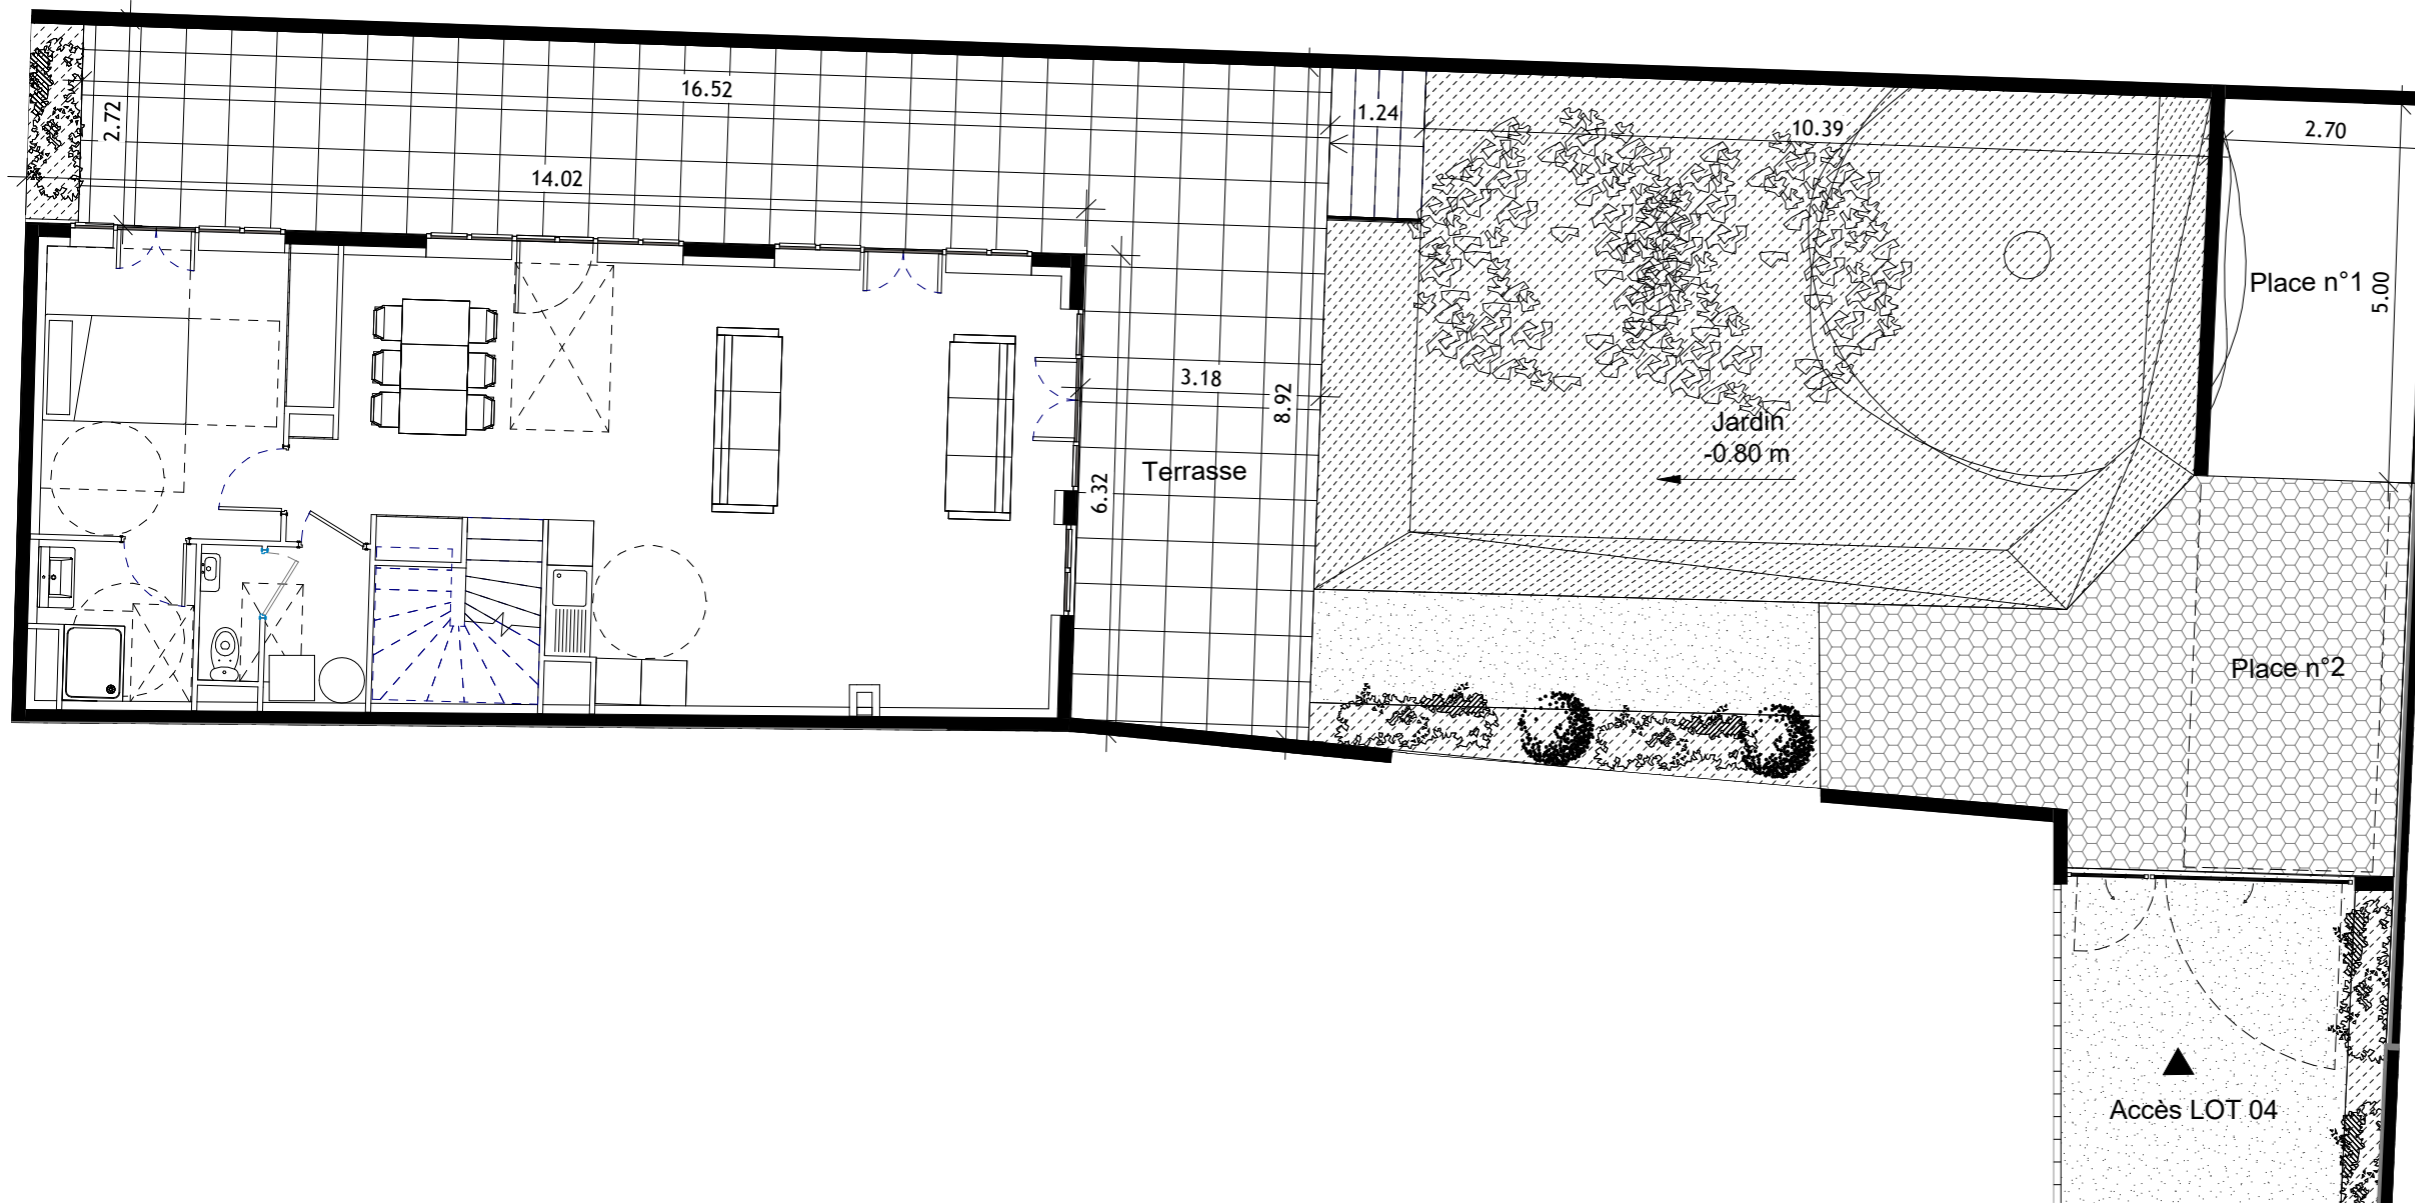 16.52
2.72
1.24
10.39
2.70
14.02
Place n°1
5.00
3.18
8.92
Jardin
-0.80 m
Terrasse
6.32
Place n°2
Accès LOT 04